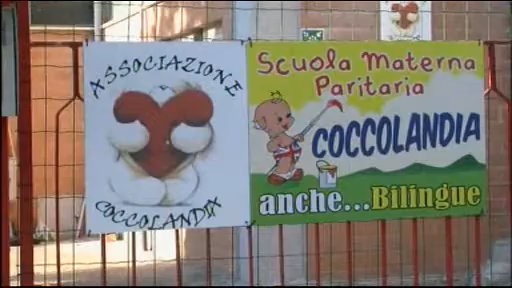 ASSOCIAZIONE
COCCOLANDIA
Scuola Materna
Paritaria
COCCOLANDIA
anche...Bilingue